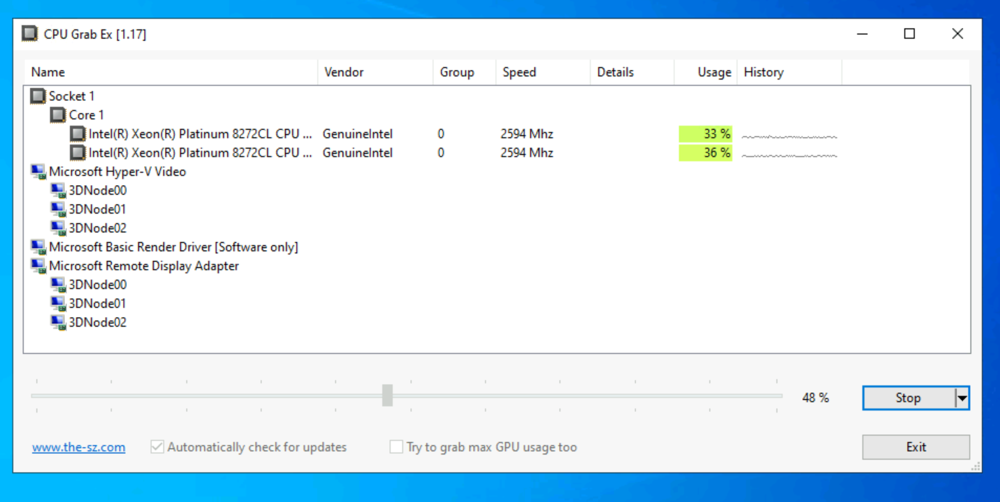 CPU Grab Ex [1.17]
Name Vendor Group Speed Details Usage History
Socket 1
Core 1
Intel(R) Xeon(R) Platinum 8272CL CPU ... GenuineIntel 0 2594 Mhz 33 %
Intel(R) Xeon(R) Platinum 8272CL CPU ... GenuineIntel 0 2594 Mhz 36 %
Microsoft Hyper-V Video
3DNode00
3DNode01
3DNode02
Microsoft Basic Render Driver [Software only]
Microsoft Remote Display Adapter
3DNode00
3DNode01
3DNode02
48 % Stop
www.the-sz.com Automatically check for updates Try to grab max GPU usage too Exit